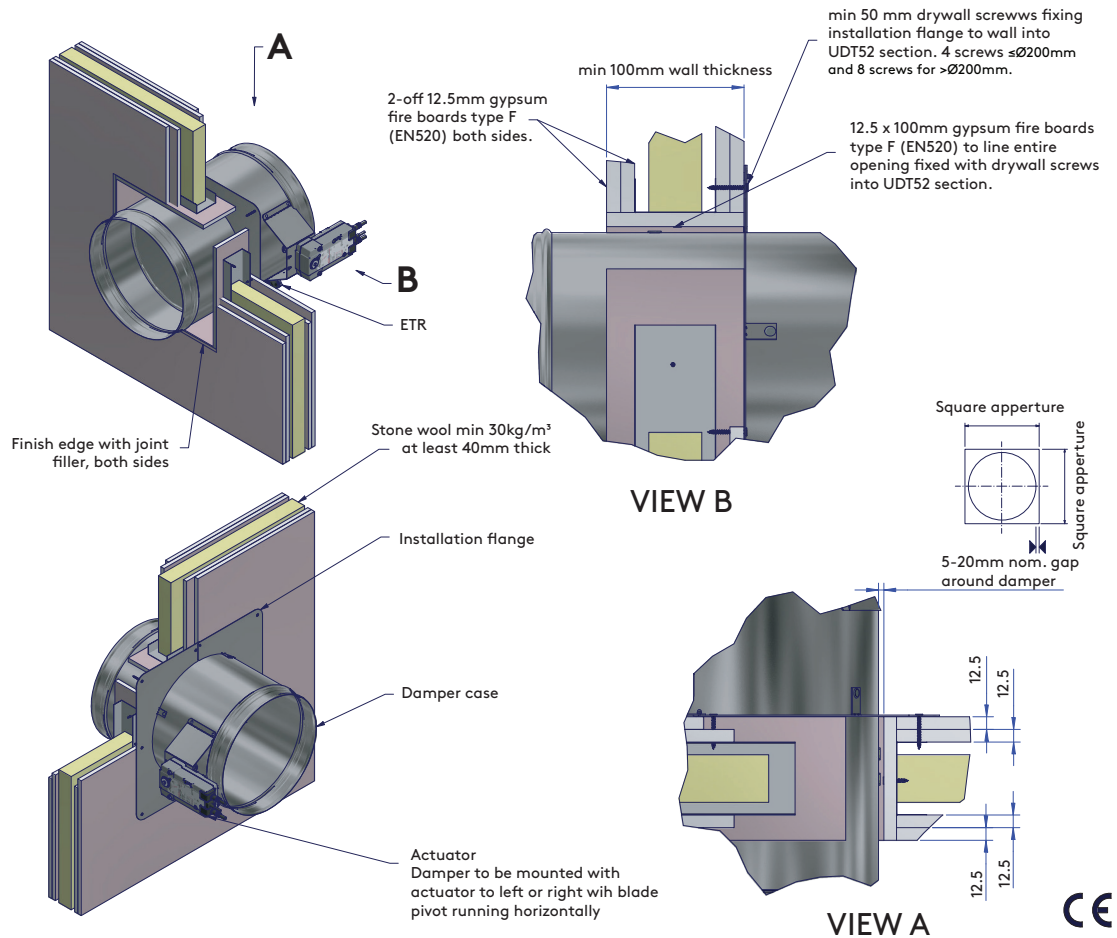 A
B
ETR
Finish edge with joint
filler, both sides
min 100mm wall thickness
2-off 12.5mm gypsum
fire boards type F
(EN520) both sides.
min 50 mm drywall screwws fixing
installation flange to wall into
UDT52 section. 4 screws ≤Ø200mm
and 8 screws for >Ø200mm.
12.5 x 100mm gypsum fire boards
type F (EN520) to line entire
opening fixed with drywall screws
into UDT52 section.
VIEW B
Square apperture
Square apperture
5-20mm nom. gap
around damper
Stone wool min 30kg/m³
at least 40mm thick
Installation flange
Damper case
Actuator
Damper to be mounted with
actuator to left or right wih blade
pivot running horizontally
12.5
12.5
12.5
12.5
VIEW A
CE